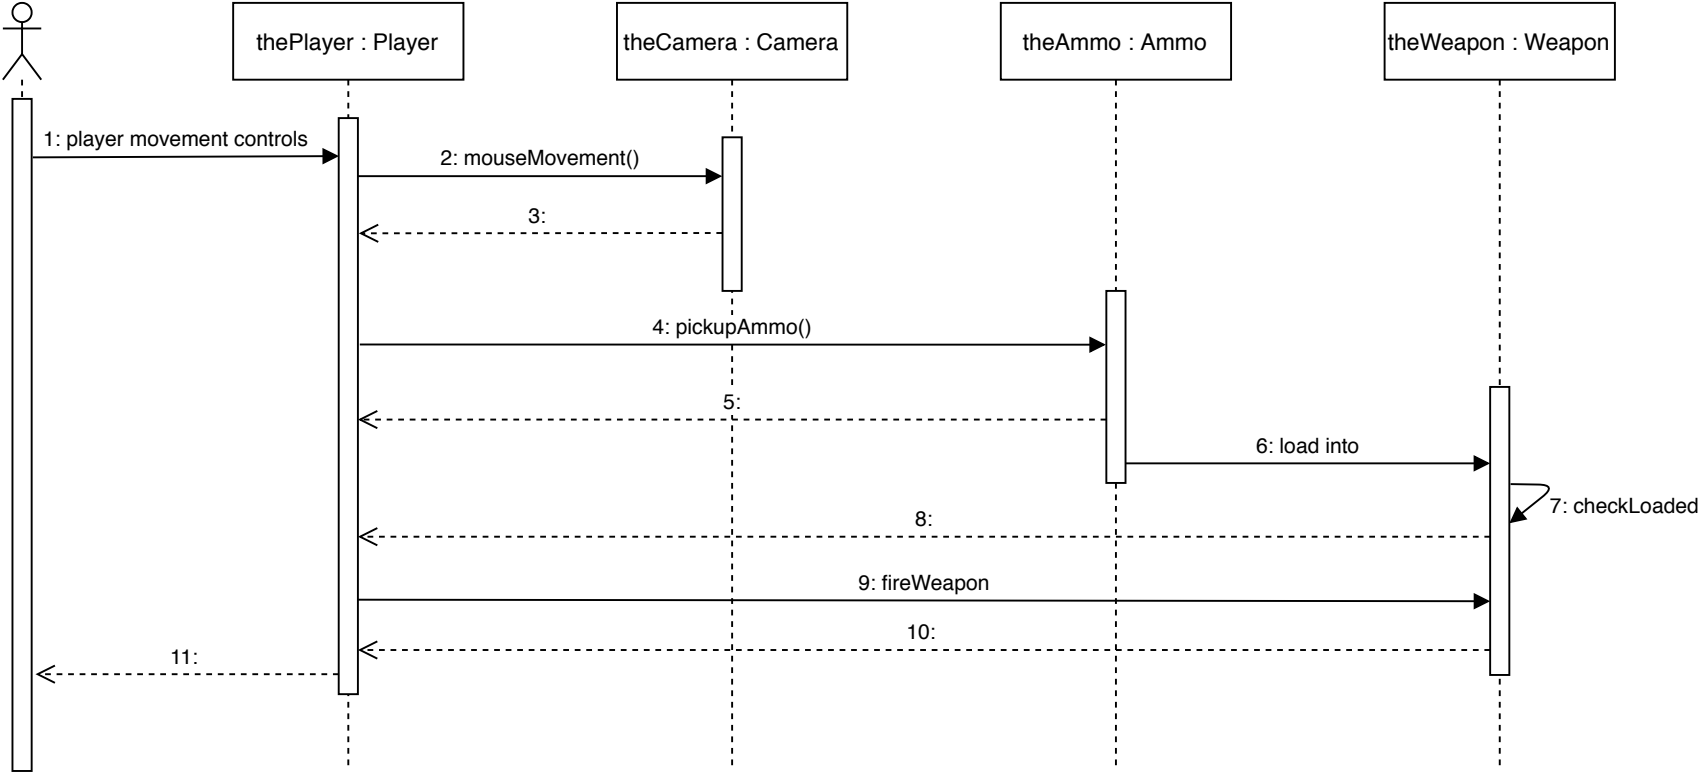 thePlayer : Player
theCamera : Camera
theAmmo : Ammo
theWeapon : Weapon
1: player movement controls
2: mouseMovement()
3:
4: pickupAmmo()
5:
6: load into
7: checkLoaded
8:
9: fireWeapon
10:
11: